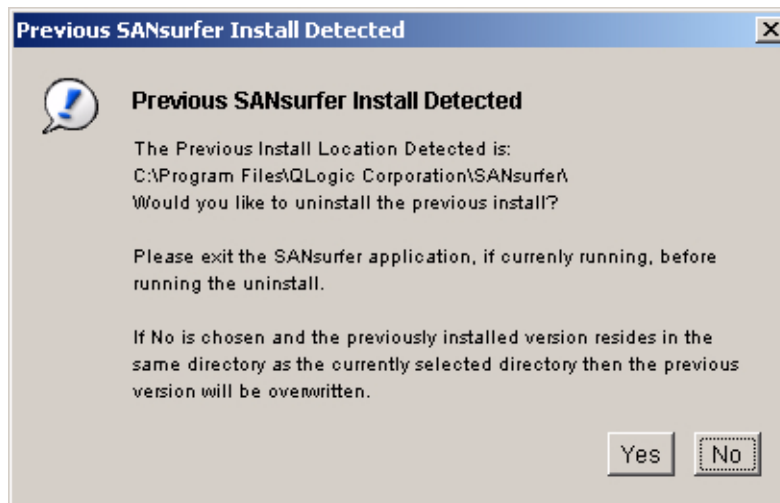 Previous SANsurfer Install Detected
Previous SANsurfer Install Detected
The Previous Install Location Detected is:
C:\Program Files\QLogic Corporation\SANsurfer\
Would you like to uninstall the previous install?
Please exit the SANsurfer application, if currenly running, before
running the uninstall.
If No is chosen and the previously installed version resides in the
same directory as the currently selected directory then the previous
version will be overwritten.
Yes No